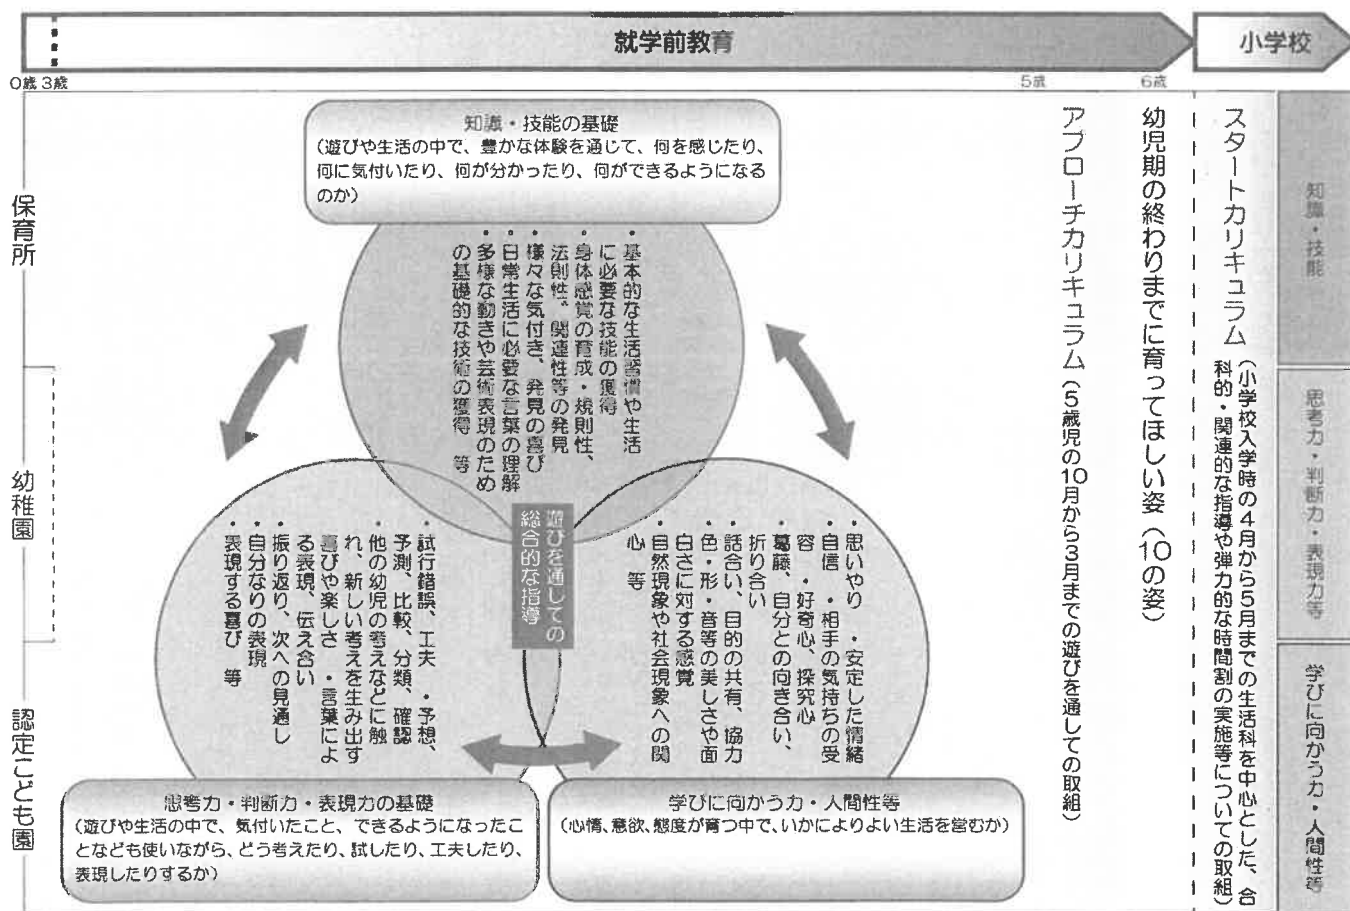 就学前教育
小学校
0歳 3歳
5歳
6歳
保育所
幼稚園
認定こども園
知識・技能の基礎
(遊びや生活の中で、豊かな体験を通じて、何を感じたり、
何に気付いたり、何が分かったり、何ができるようになる
のか)
・基本的な生活習慣や生活
に必要な技能の獲得
・身体感覚の育成・規則性、
法則性、関連性等の発見
・様々な気付き、発見の喜び
・日常生活に必要な言葉の理解
・多様な動きや芸術表現のため
の基礎的な技術の獲得 等
遊びを通しての
総合的な指導
・試行錯誤、工夫 ・予想、
予測、比較、分類、確認
・他の幼児の考えなどに触
れ、新しい考えを生み出す
喜びや楽しさ ・言葉によ
る表現、伝え合い
・振り返り、次への見通し
・自分なりの表現
・表現する喜び 等
・思いやり ・安定した情緒
・自信 ・相手の気持ちの受
容 ・好奇心、探究心
・葛藤、自分との向き合い、
折り合い
・話合い、目的の共有、協力
・色・形・音等の美しさや面
白さに対する感覚
・自然現象や社会現象への関
心 等
思考力・判断力・表現力の基礎
(遊びや生活の中で、気付いたこと、できるようになったこ
となども使いながら、どう考えたり、試したり、工夫したり、
表現したりするか)
学びに向かう力・人間性等
(心情、意欲、態度が育つ中で、いかによりよい生活を営むか)
アプローチカリキュラム(5歳児の10月から3月までの遊びを通しての取組)
幼児期の終わりまでに育ってほしい姿(10の姿)
スタートカリキュラム(小学校入学時の4月から5月までの生活科を中心とした、合
科的・関連的な指導や弾力的な時間割の実施等についての取組)
知識・技能
思考力・判断力・表現力等
学びに向かう力・人間性等